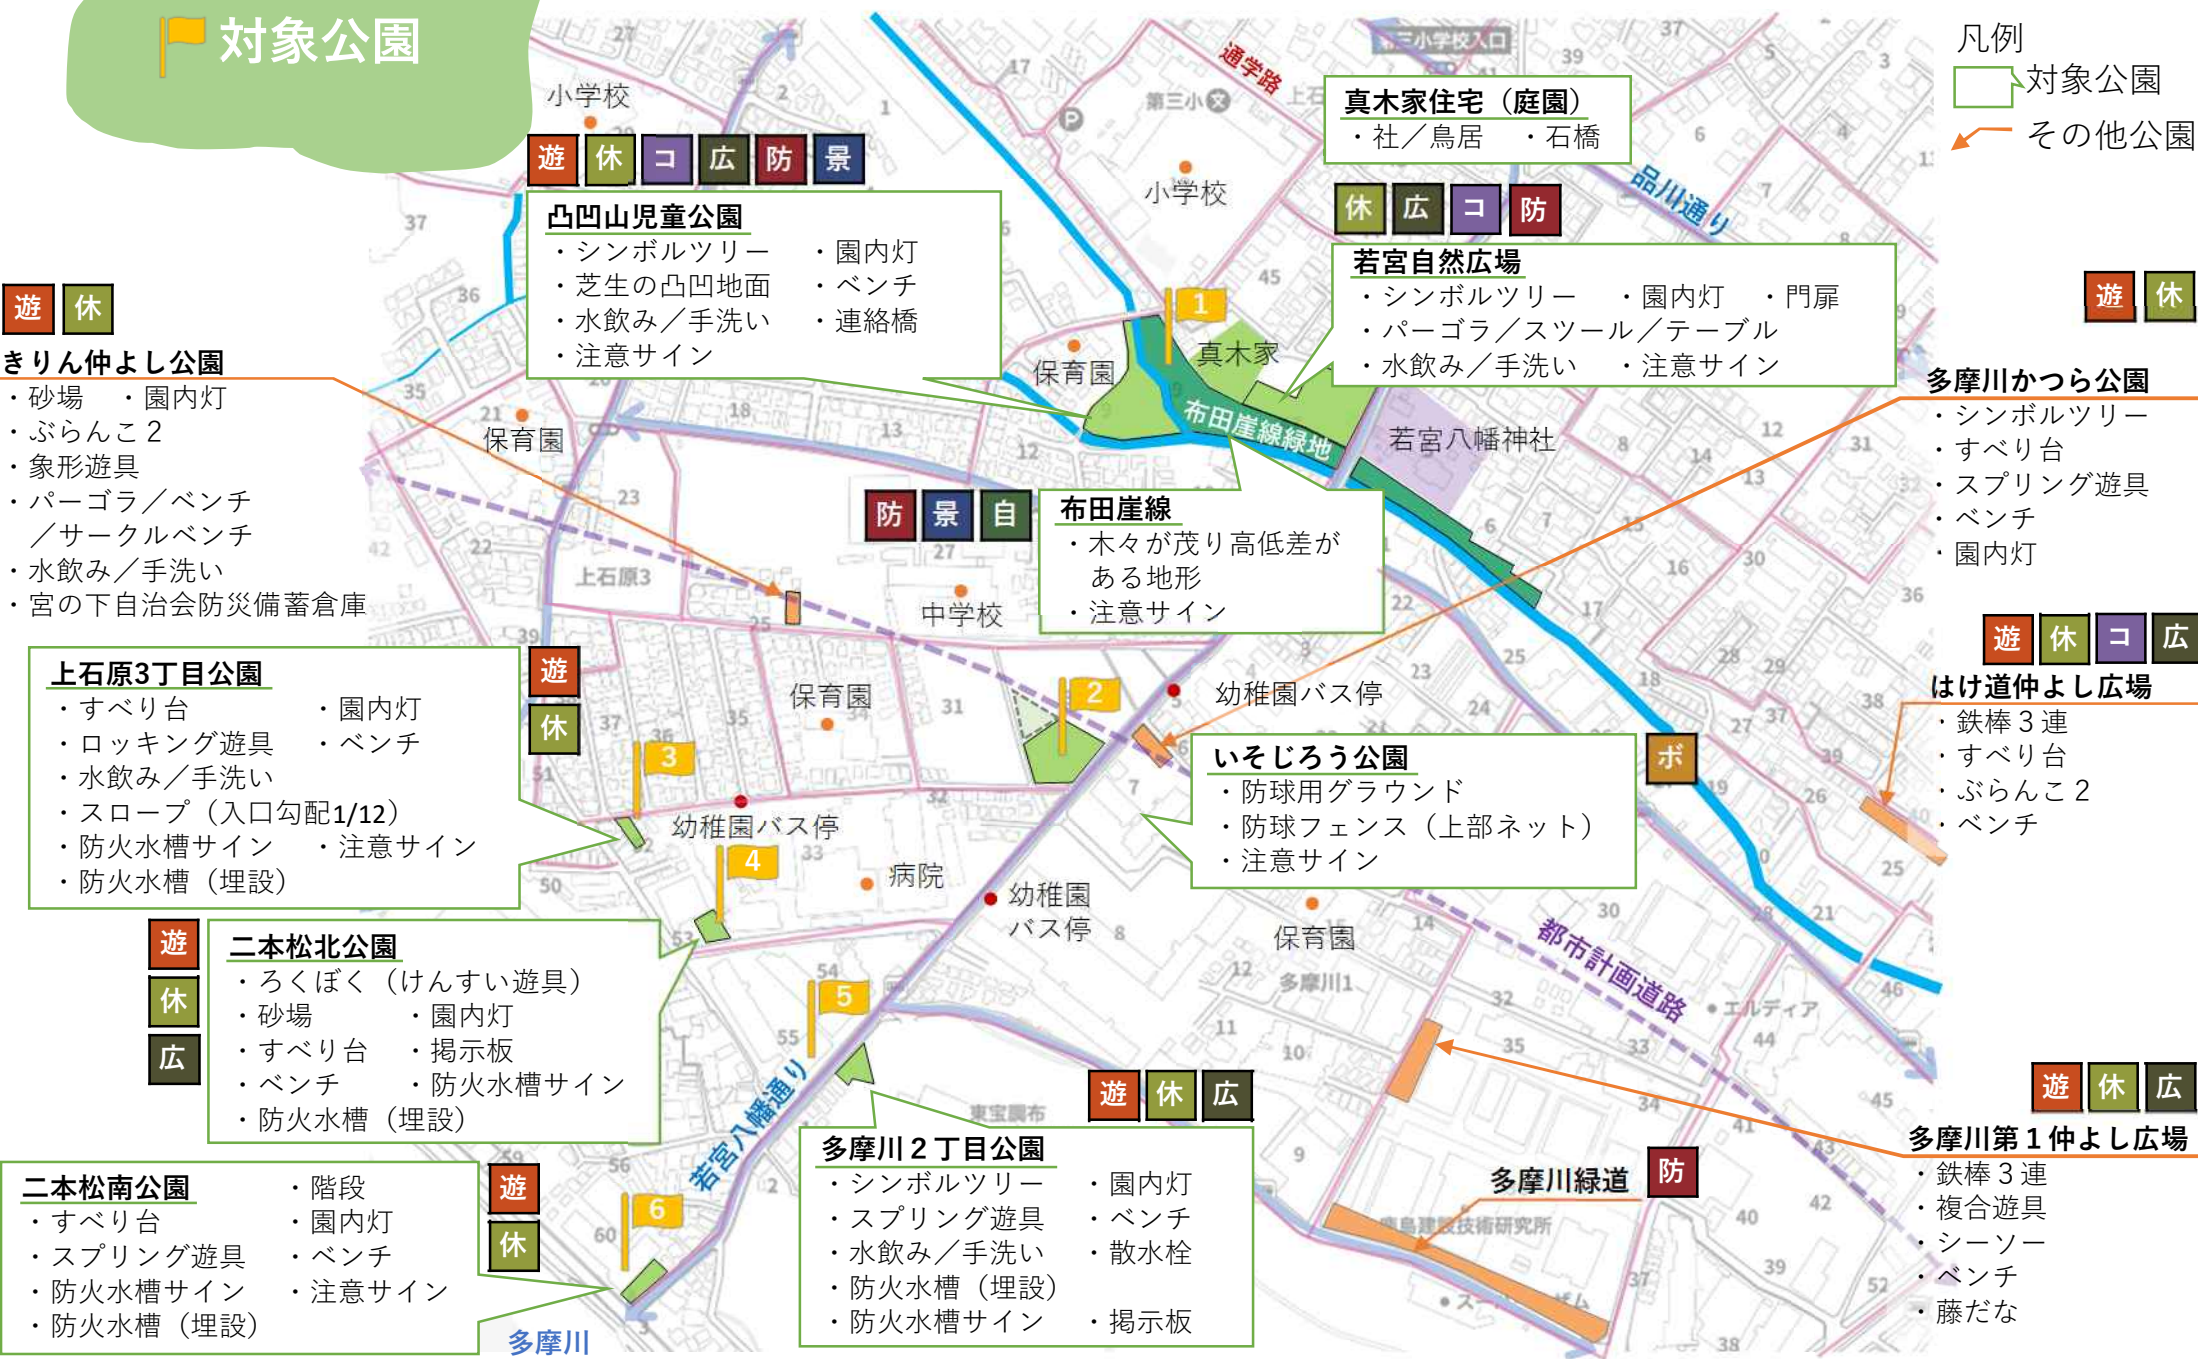 対象公園
凡例
対象公園
その他公園
小学校
通学路
第三小学校入口
第三小
小学校
品川通り
真木家住宅（庭園）
・社／鳥居 ・石橋
遊 休 コ 広 防 景
凸凹山児童公園
・シンボルツリー ・園内灯
・芝生の凸凹地面 ・ベンチ
・水飲み／手洗い ・連絡橋
・注意サイン
休 広 コ 防
若宮自然広場
・シンボルツリー ・園内灯 ・門扉
・パーゴラ／スツール／テーブル
・水飲み／手洗い ・注意サイン
遊 休
きりん仲よし公園
・砂場 ・園内灯
・ぶらんこ２
・象形遊具
・パーゴラ／ベンチ
／サークルベンチ
・水飲み／手洗い
・宮の下自治会防災備蓄倉庫
遊 休
多摩川かつら公園
・シンボルツリー
・すべり台
・スプリング遊具
・ベンチ
・園内灯
1
真木家
保育園
布田崖線緑地
若宮八幡神社
保育園
防 景 自
布田崖線
・木々が茂り高低差が
ある地形
・注意サイン
上石原3
中学校
遊 休 コ 広
はけ道仲よし広場
・鉄棒３連
・すべり台
・ぶらんこ２
・ベンチ
上石原3丁目公園
・すべり台 ・園内灯
・ロッキング遊具 ・ベンチ
・水飲み／手洗い
・スロープ（入口勾配1/12）
・防火水槽サイン ・注意サイン
・防火水槽（埋設）
遊
休
保育園
2
幼稚園バス停
3
幼稚園バス停
4
病院
幼稚園
バス停
ボ
いそじろう公園
・防球用グラウンド
・防球フェンス（上部ネット）
・注意サイン
保育園
多摩川1
都市計画道路
エルディア
遊
休
広
二本松北公園
・ろくぼく（けんすい遊具）
・砂場 ・園内灯
・すべり台 ・掲示板
・ベンチ ・防火水槽サイン
・防火水槽（埋設）
5
若宮八幡通り
東宝調布
遊 休 広
多摩川２丁目公園
・シンボルツリー ・園内灯
・スプリング遊具 ・ベンチ
・水飲み／手洗い ・散水栓
・防火水槽（埋設）
・防火水槽サイン ・掲示板
遊 休 広
多摩川第１仲よし広場
・鉄棒３連
・複合遊具
・シーソー
・ベンチ
・藤だな
多摩川緑道
防
鹿島建設技術研究所
二本松南公園 ・階段
・すべり台 ・園内灯
・スプリング遊具 ・ベンチ
・防火水槽サイン ・注意サイン
・防火水槽（埋設）
遊
休
6
多摩川